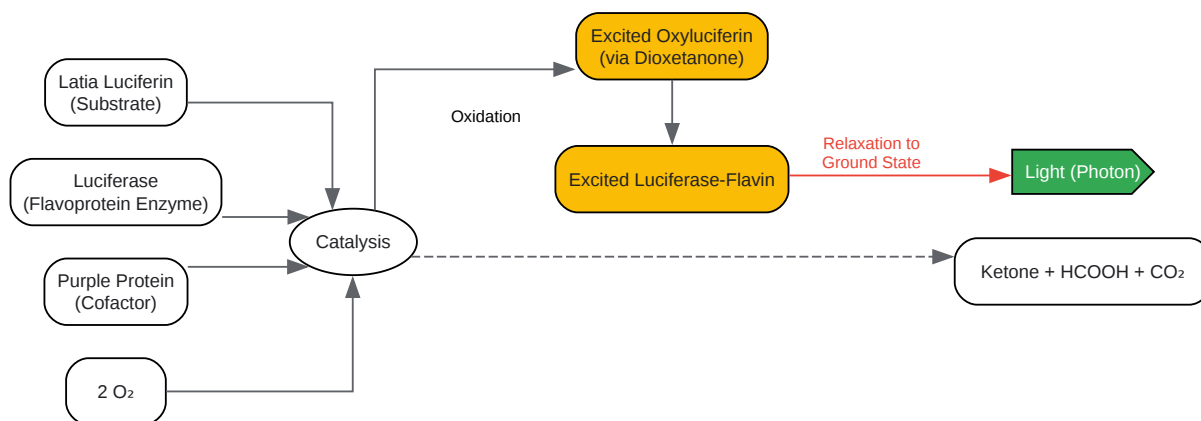 Excited Oxyluciferin
(via Dioxetanone)
Latia Luciferin
(Substrate)
Oxidation
Relaxation to
Ground State
Light (Photon)
Excited Luciferase-Flavin
Luciferase
(Flavoprotein Enzyme)
Catalysis
Ketone + HCOOH + CO₂
Purple Protein
(Cofactor)
2 O₂